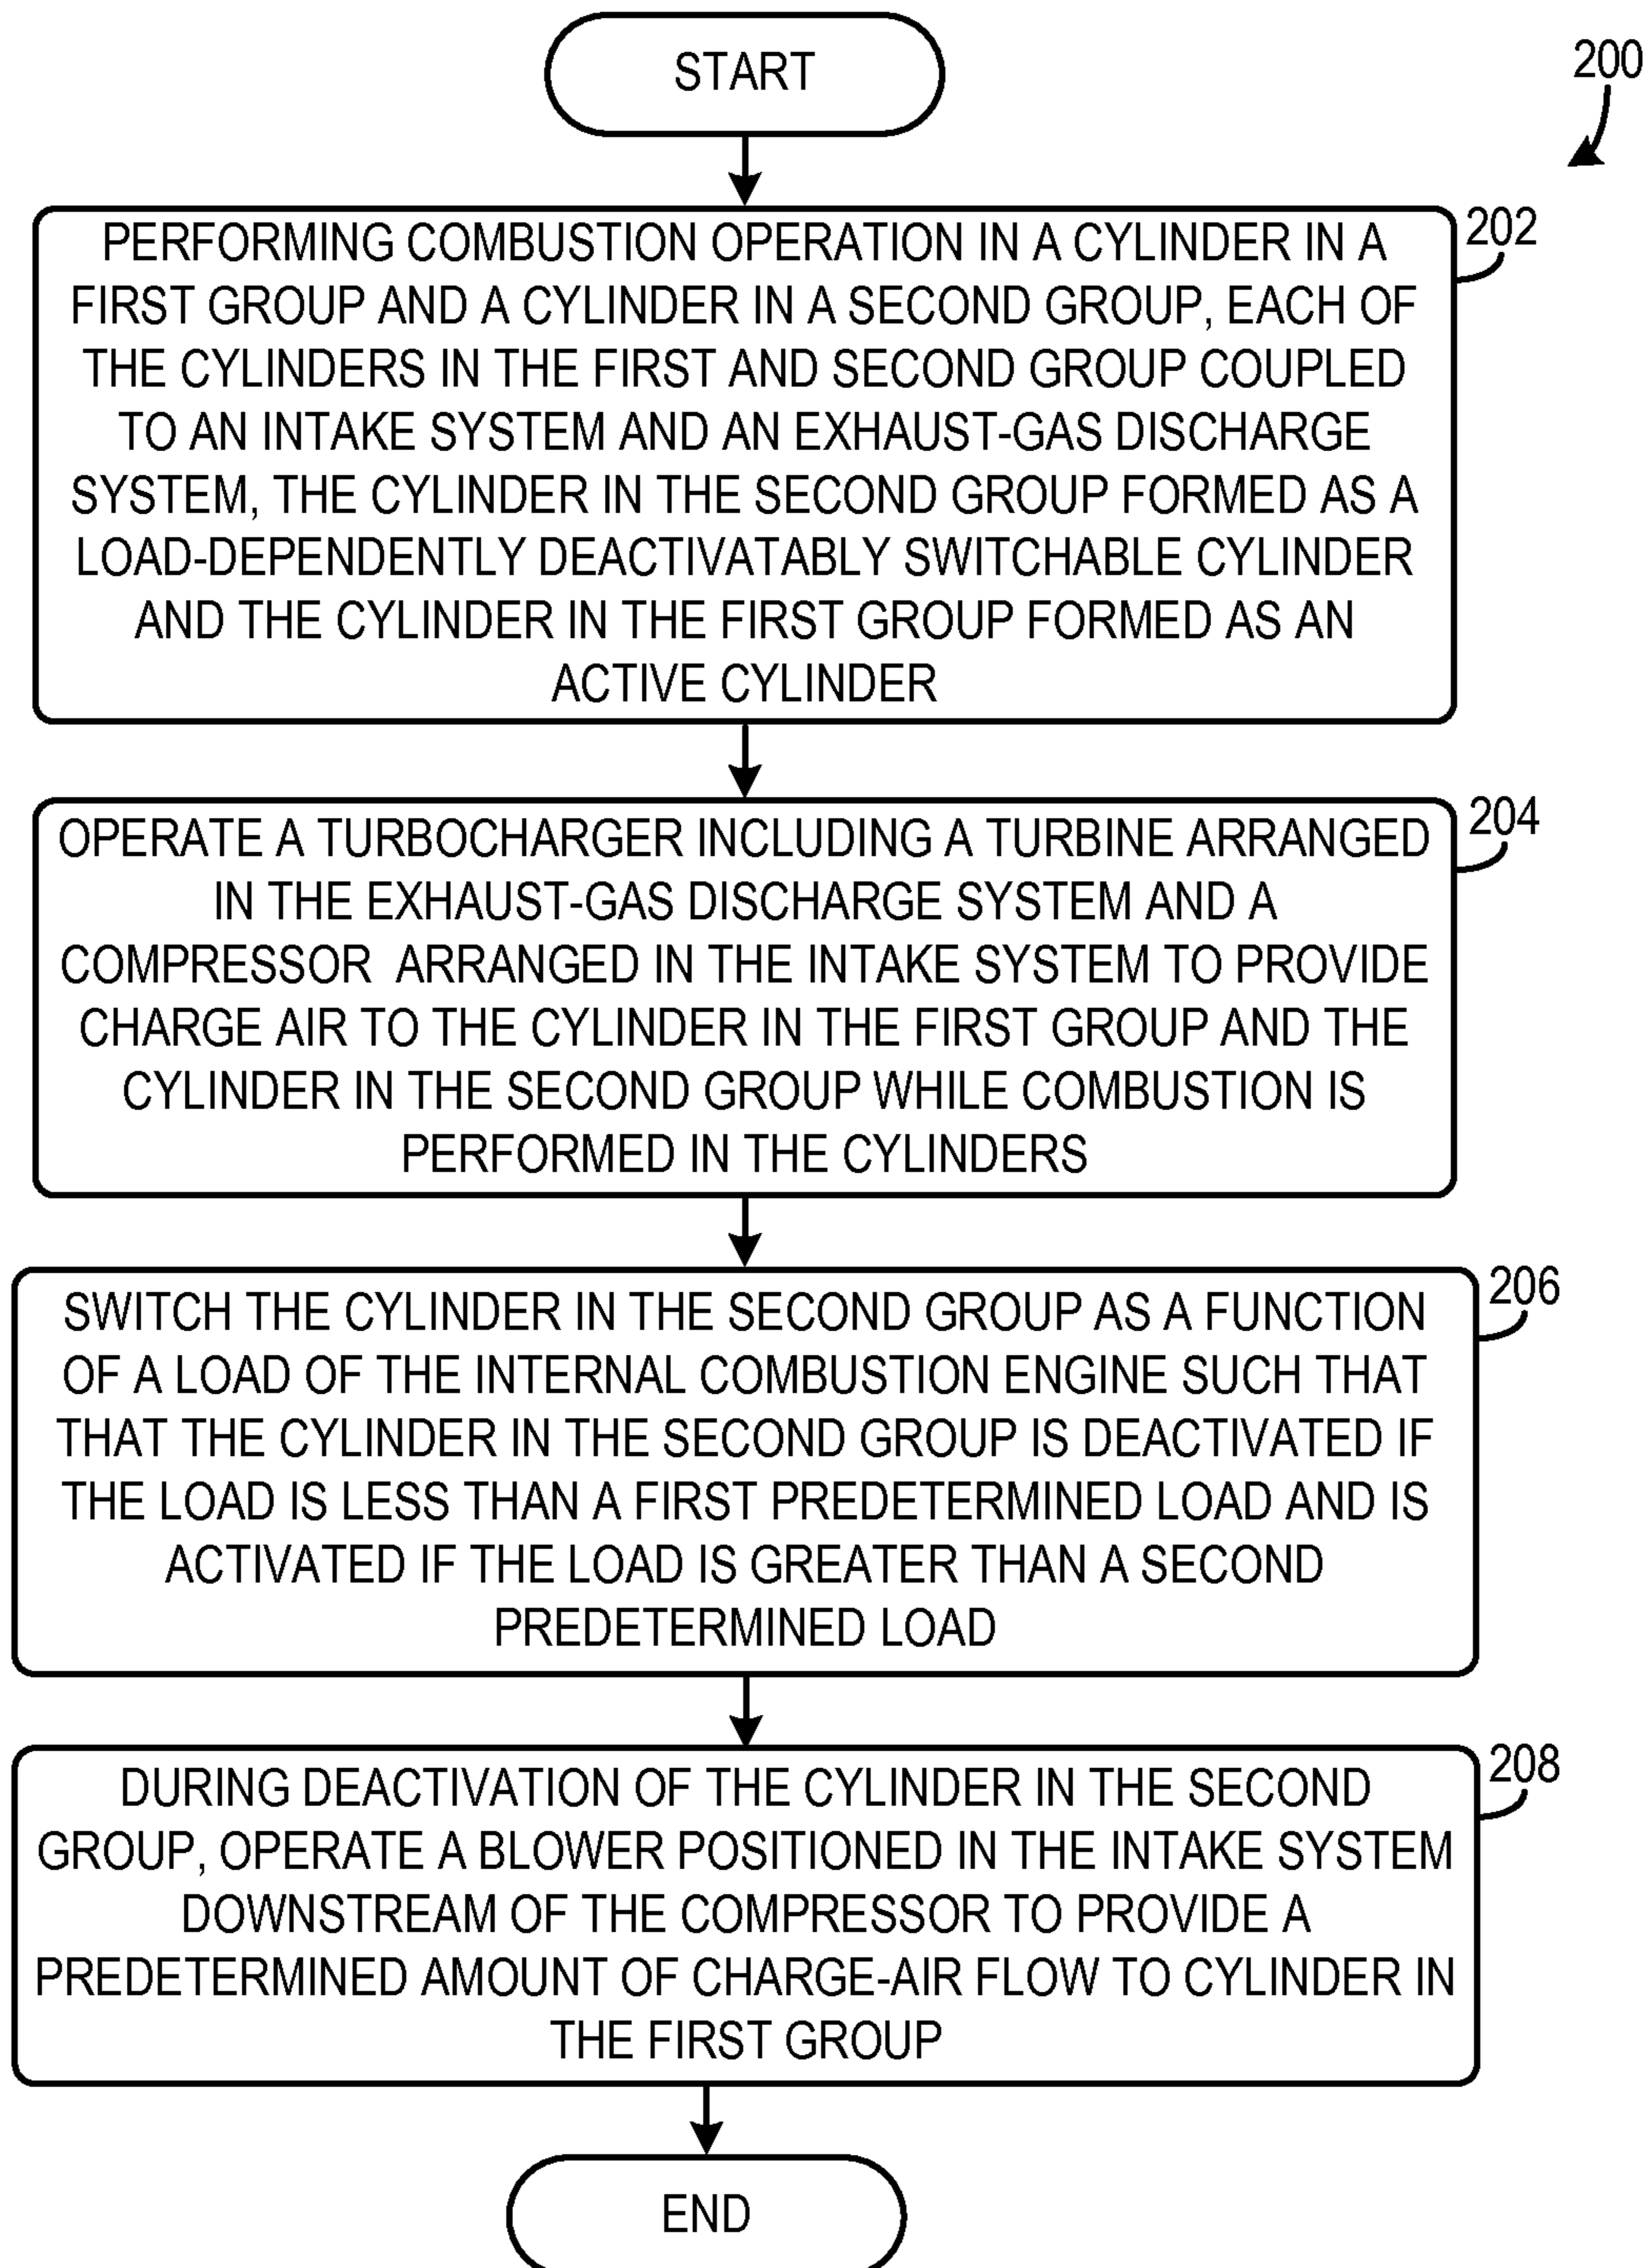 START
200
202
PERFORMING COMBUSTION OPERATION IN A CYLINDER IN A
FIRST GROUP AND A CYLINDER IN A SECOND GROUP, EACH OF
THE CYLINDERS IN THE FIRST AND SECOND GROUP COUPLED
TO AN INTAKE SYSTEM AND AN EXHAUST-GAS DISCHARGE
SYSTEM, THE CYLINDER IN THE SECOND GROUP FORMED AS A
LOAD-DEPENDENTLY DEACTIVATABLY SWITCHABLE CYLINDER
AND THE CYLINDER IN THE FIRST GROUP FORMED AS AN
ACTIVE CYLINDER
204
OPERATE A TURBOCHARGER INCLUDING A TURBINE ARRANGED
IN THE EXHAUST-GAS DISCHARGE SYSTEM AND A
COMPRESSOR ARRANGED IN THE INTAKE SYSTEM TO PROVIDE
CHARGE AIR TO THE CYLINDER IN THE FIRST GROUP AND THE
CYLINDER IN THE SECOND GROUP WHILE COMBUSTION IS
PERFORMED IN THE CYLINDERS
206
SWITCH THE CYLINDER IN THE SECOND GROUP AS A FUNCTION
OF A LOAD OF THE INTERNAL COMBUSTION ENGINE SUCH THAT
THAT THE CYLINDER IN THE SECOND GROUP IS DEACTIVATED IF
THE LOAD IS LESS THAN A FIRST PREDETERMINED LOAD AND IS
ACTIVATED IF THE LOAD IS GREATER THAN A SECOND
PREDETERMINED LOAD
208
DURING DEACTIVATION OF THE CYLINDER IN THE SECOND
GROUP, OPERATE A BLOWER POSITIONED IN THE INTAKE SYSTEM
DOWNSTREAM OF THE COMPRESSOR TO PROVIDE A
PREDETERMINED AMOUNT OF CHARGE-AIR FLOW TO CYLINDER IN
THE FIRST GROUP
END